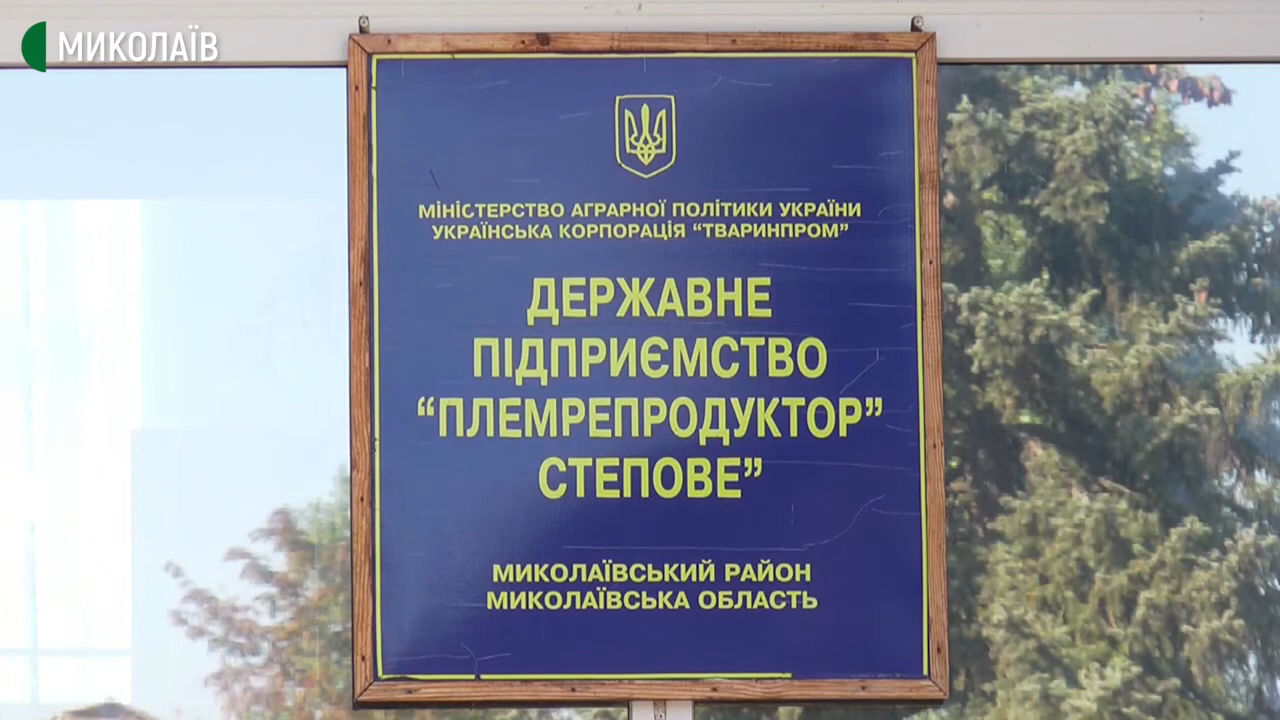 МИКОЛАЇВ
МІНІСТЕРСТВО АГРАРНОЇ ПОЛІТИКИ УКРАЇНИ
УКРАЇНСЬКА КОРПОРАЦІЯ “ТВАРИНПРОМ”
ДЕРЖАВНЕ
ПІДПРИЄМСТВО
“ПЛЕМРЕПРОДУКТОР”
СТЕПОВЕ”
МИКОЛАЇВСЬКИЙ РАЙОН
МИКОЛАЇВСЬКА ОБЛАСТЬ